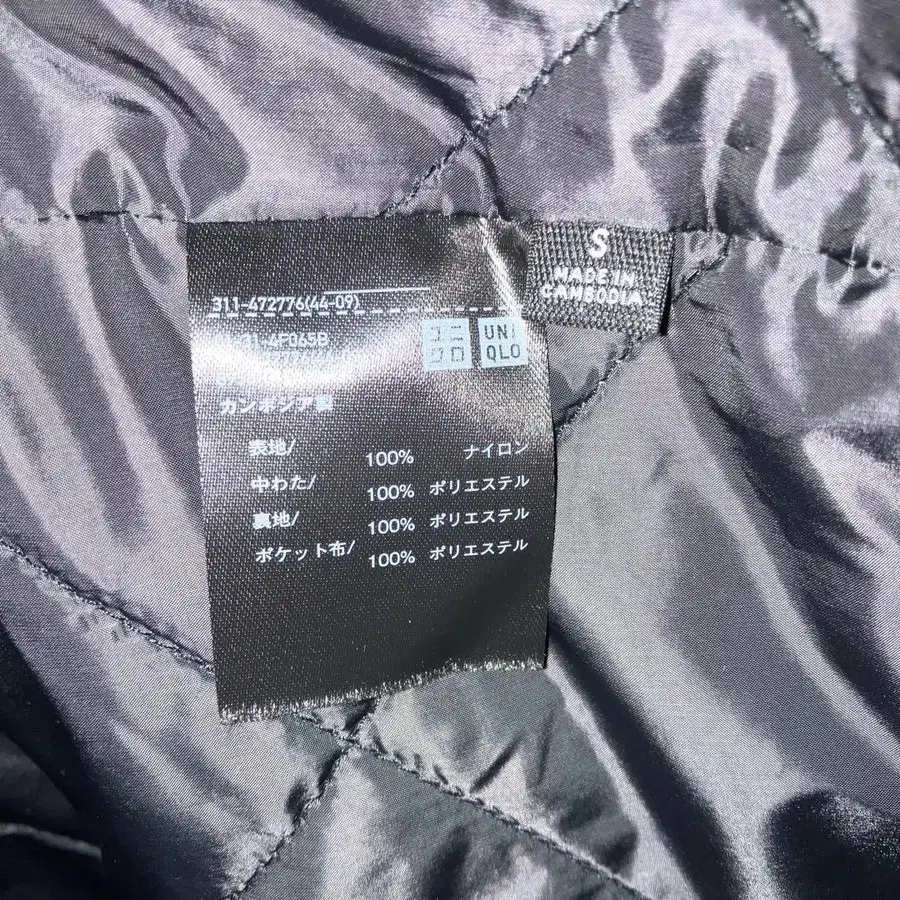 S
MADE IN
CAMBODIA
311-472776(44-09)
ユニ
クロ
UNI
QLO
カンボジア製
表地/ 100% ナイロン
中わた/ 100% ポリエステル
裏地/ 100% ポリエステル
ポケット布/ 100% ポリエステル